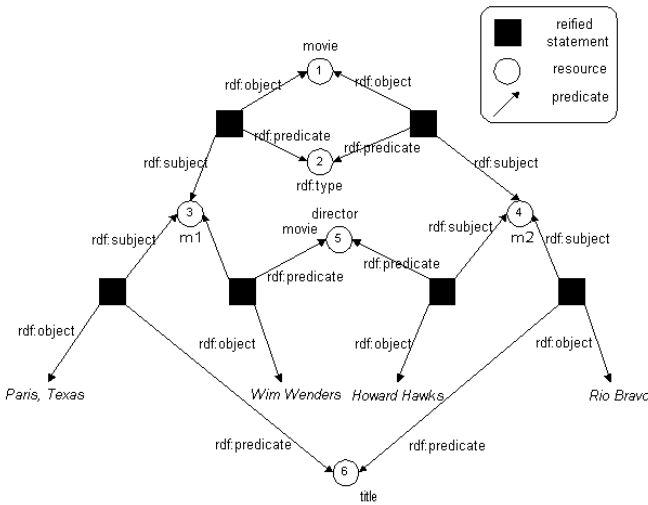 movie
reified
statement
1
resource
rdf:object
rdf:object
predicate
rdf:predicate
rdf:predicate
2
rdf:subject
rdf:subject
rdf:type
3
director
4
m1
movie
5
m2
rdf:subject
rdf:subject
rdf:subject
rdf:predicate
rdf:predicate
rdf:object
rdf:object
rdf:object
rdf:object
Paris, Texas
Wim Wenders
Howard Hawks
Rio Bravo
rdf:predicate
rdf:predicate
6
title